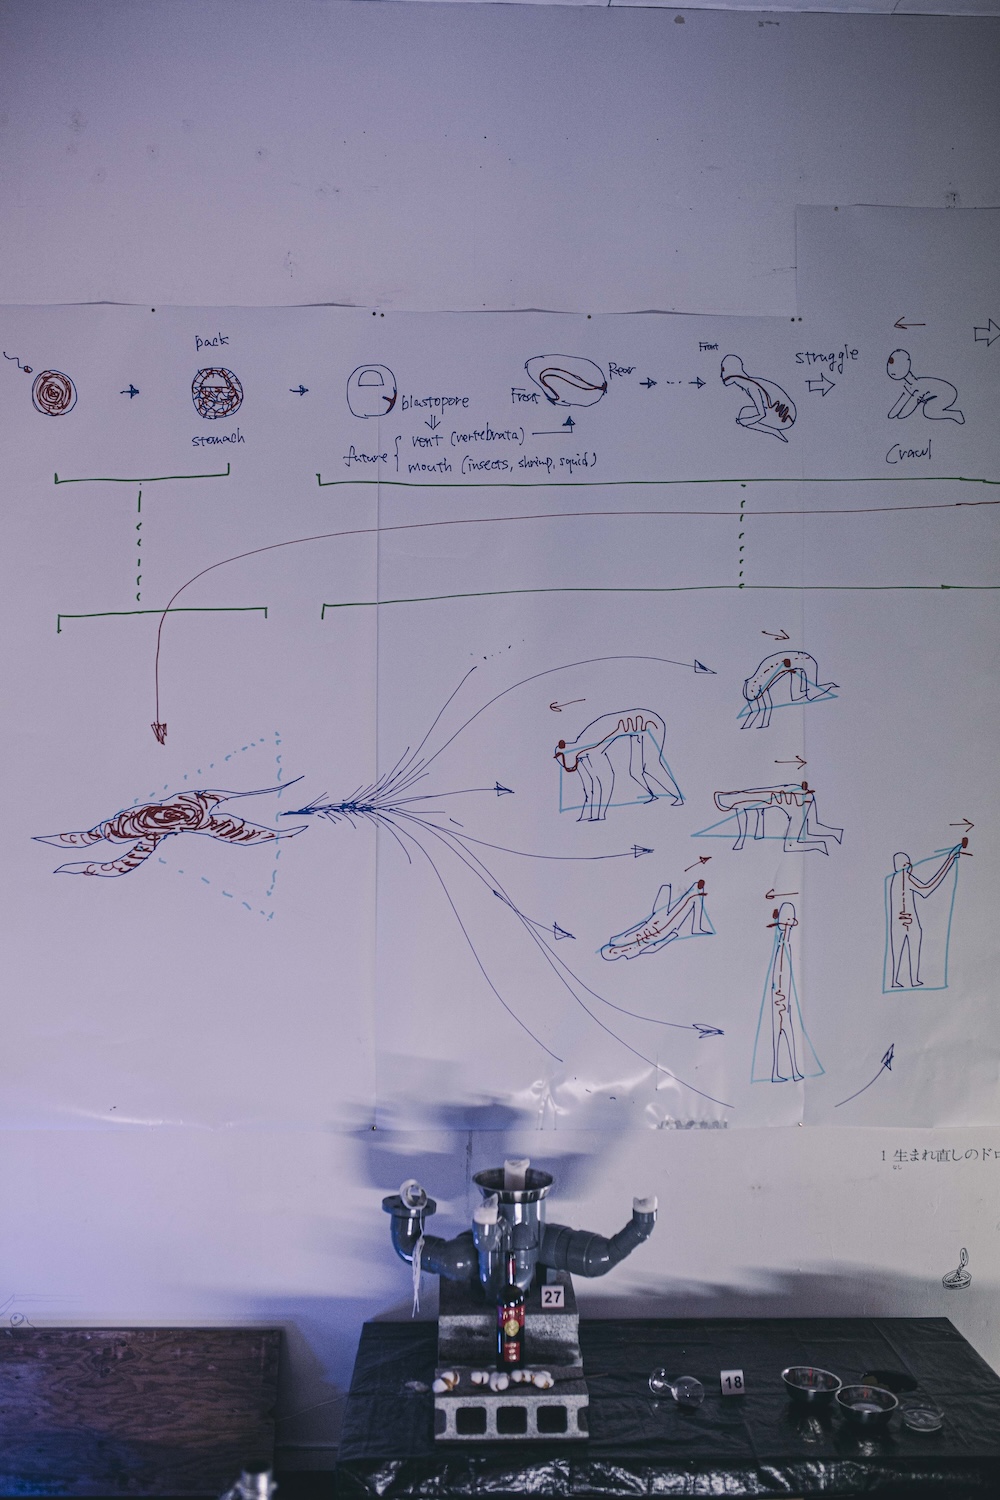 pack
stomach
blastopore
future { vent (vertebrata)
mouth (insects, shrimp, squid)
Front
Rear
Front
struggle
Crawl
1 生まれ直しのド
27
18